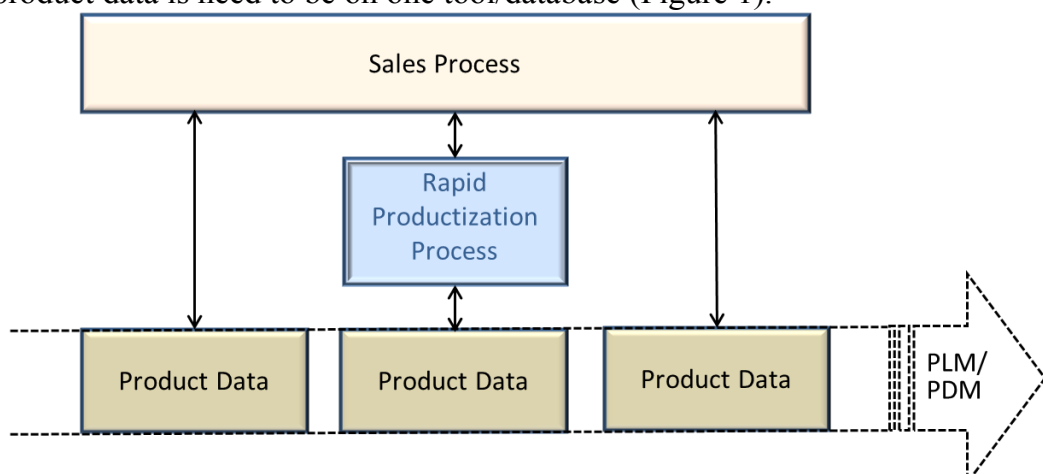 product data is need to be on one tool/database (Figure 1).
Sales Process
Rapid
Productization
Process
Product Data
Product Data
Product Data
PLM/
PDM